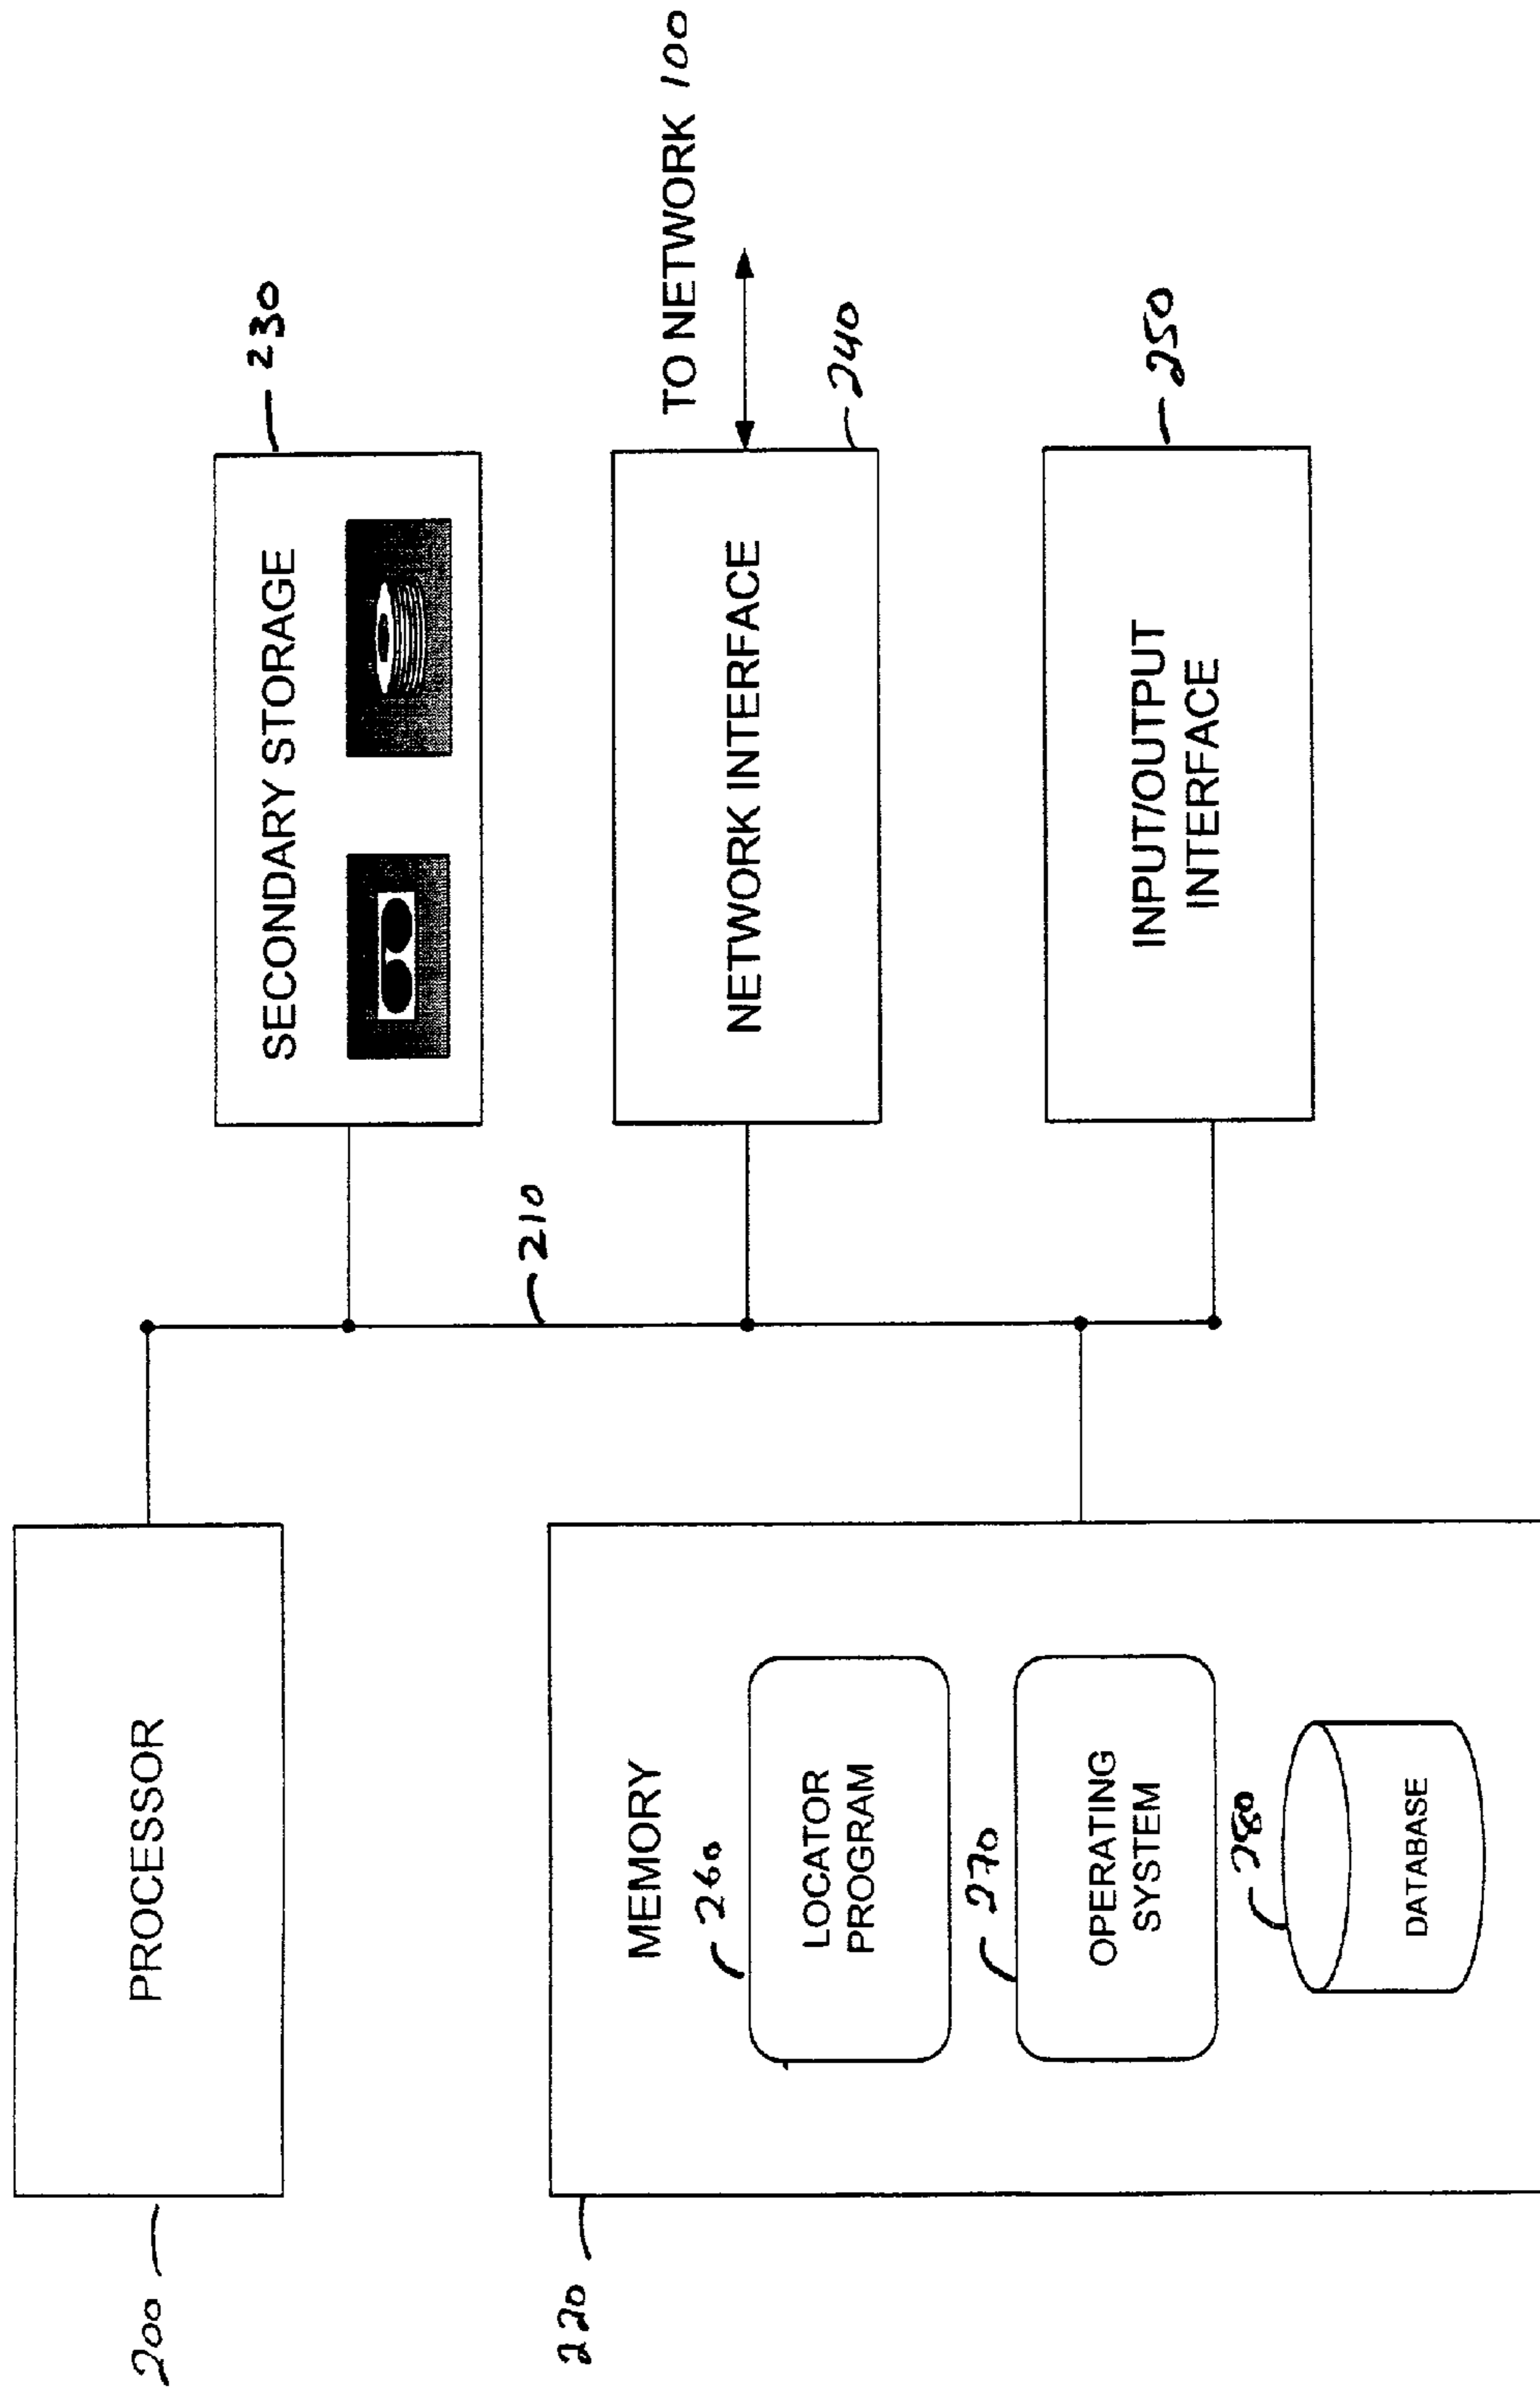 200
PROCESSOR
220
MEMORY
260
LOCATOR
PROGRAM
270
OPERATING
SYSTEM
280
DATABASE
210
230
SECONDARY STORAGE
TO NETWORK 100
240
NETWORK INTERFACE
250
INPUT/OUTPUT
INTERFACE